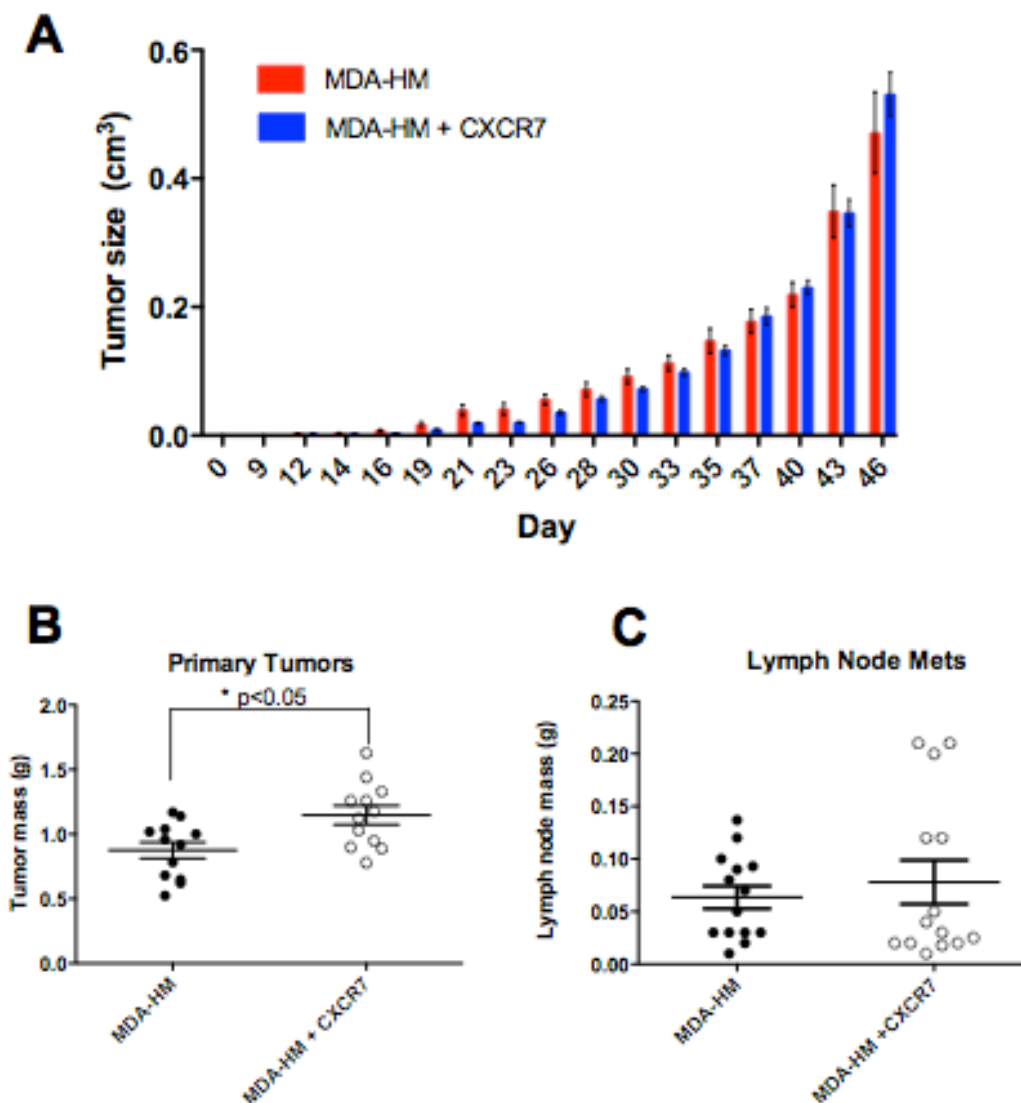 A
MDA-HM
MDA-HM + CXCR7
Tumor size (cm³)
0.6
0.4
0.2
0.0
0 9 12 14 16 19 21 23 26 28 30 33 35 37 40 43 46
Day
B
Primary Tumors
* p<0.05
Tumor mass (g)
2.0
1.5
1.0
0.5
0.0
MDA-HM
MDA-HM + CXCR7
C
Lymph Node Mets
Lymph node mass (g)
0.25
0.20
0.15
0.10
0.05
0.00
MDA-HM
MDA-HM +CXCR7